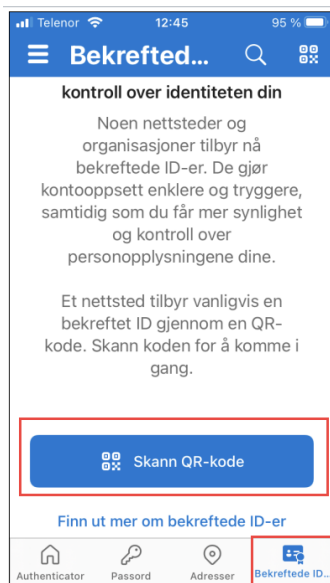 Telenor 12:45 95 %
Bekrefted...
kontroll over identiteten din
Noen nettsteder og
organisasjoner tilbyr nå
bekreftede ID-er. De gjør
kontooppsett enklere og tryggere,
samtidig som du får mer synlighet
og kontroll over
personopplysningene dine.
Et nettsted tilbyr vanligvis en
bekreftet ID gjennom en QR-
kode. Skann koden for å komme i
gang.
Skann QR-kode
Finn ut mer om bekreftede ID-er
Authenticator Passord Adresser Bekreftede ID...